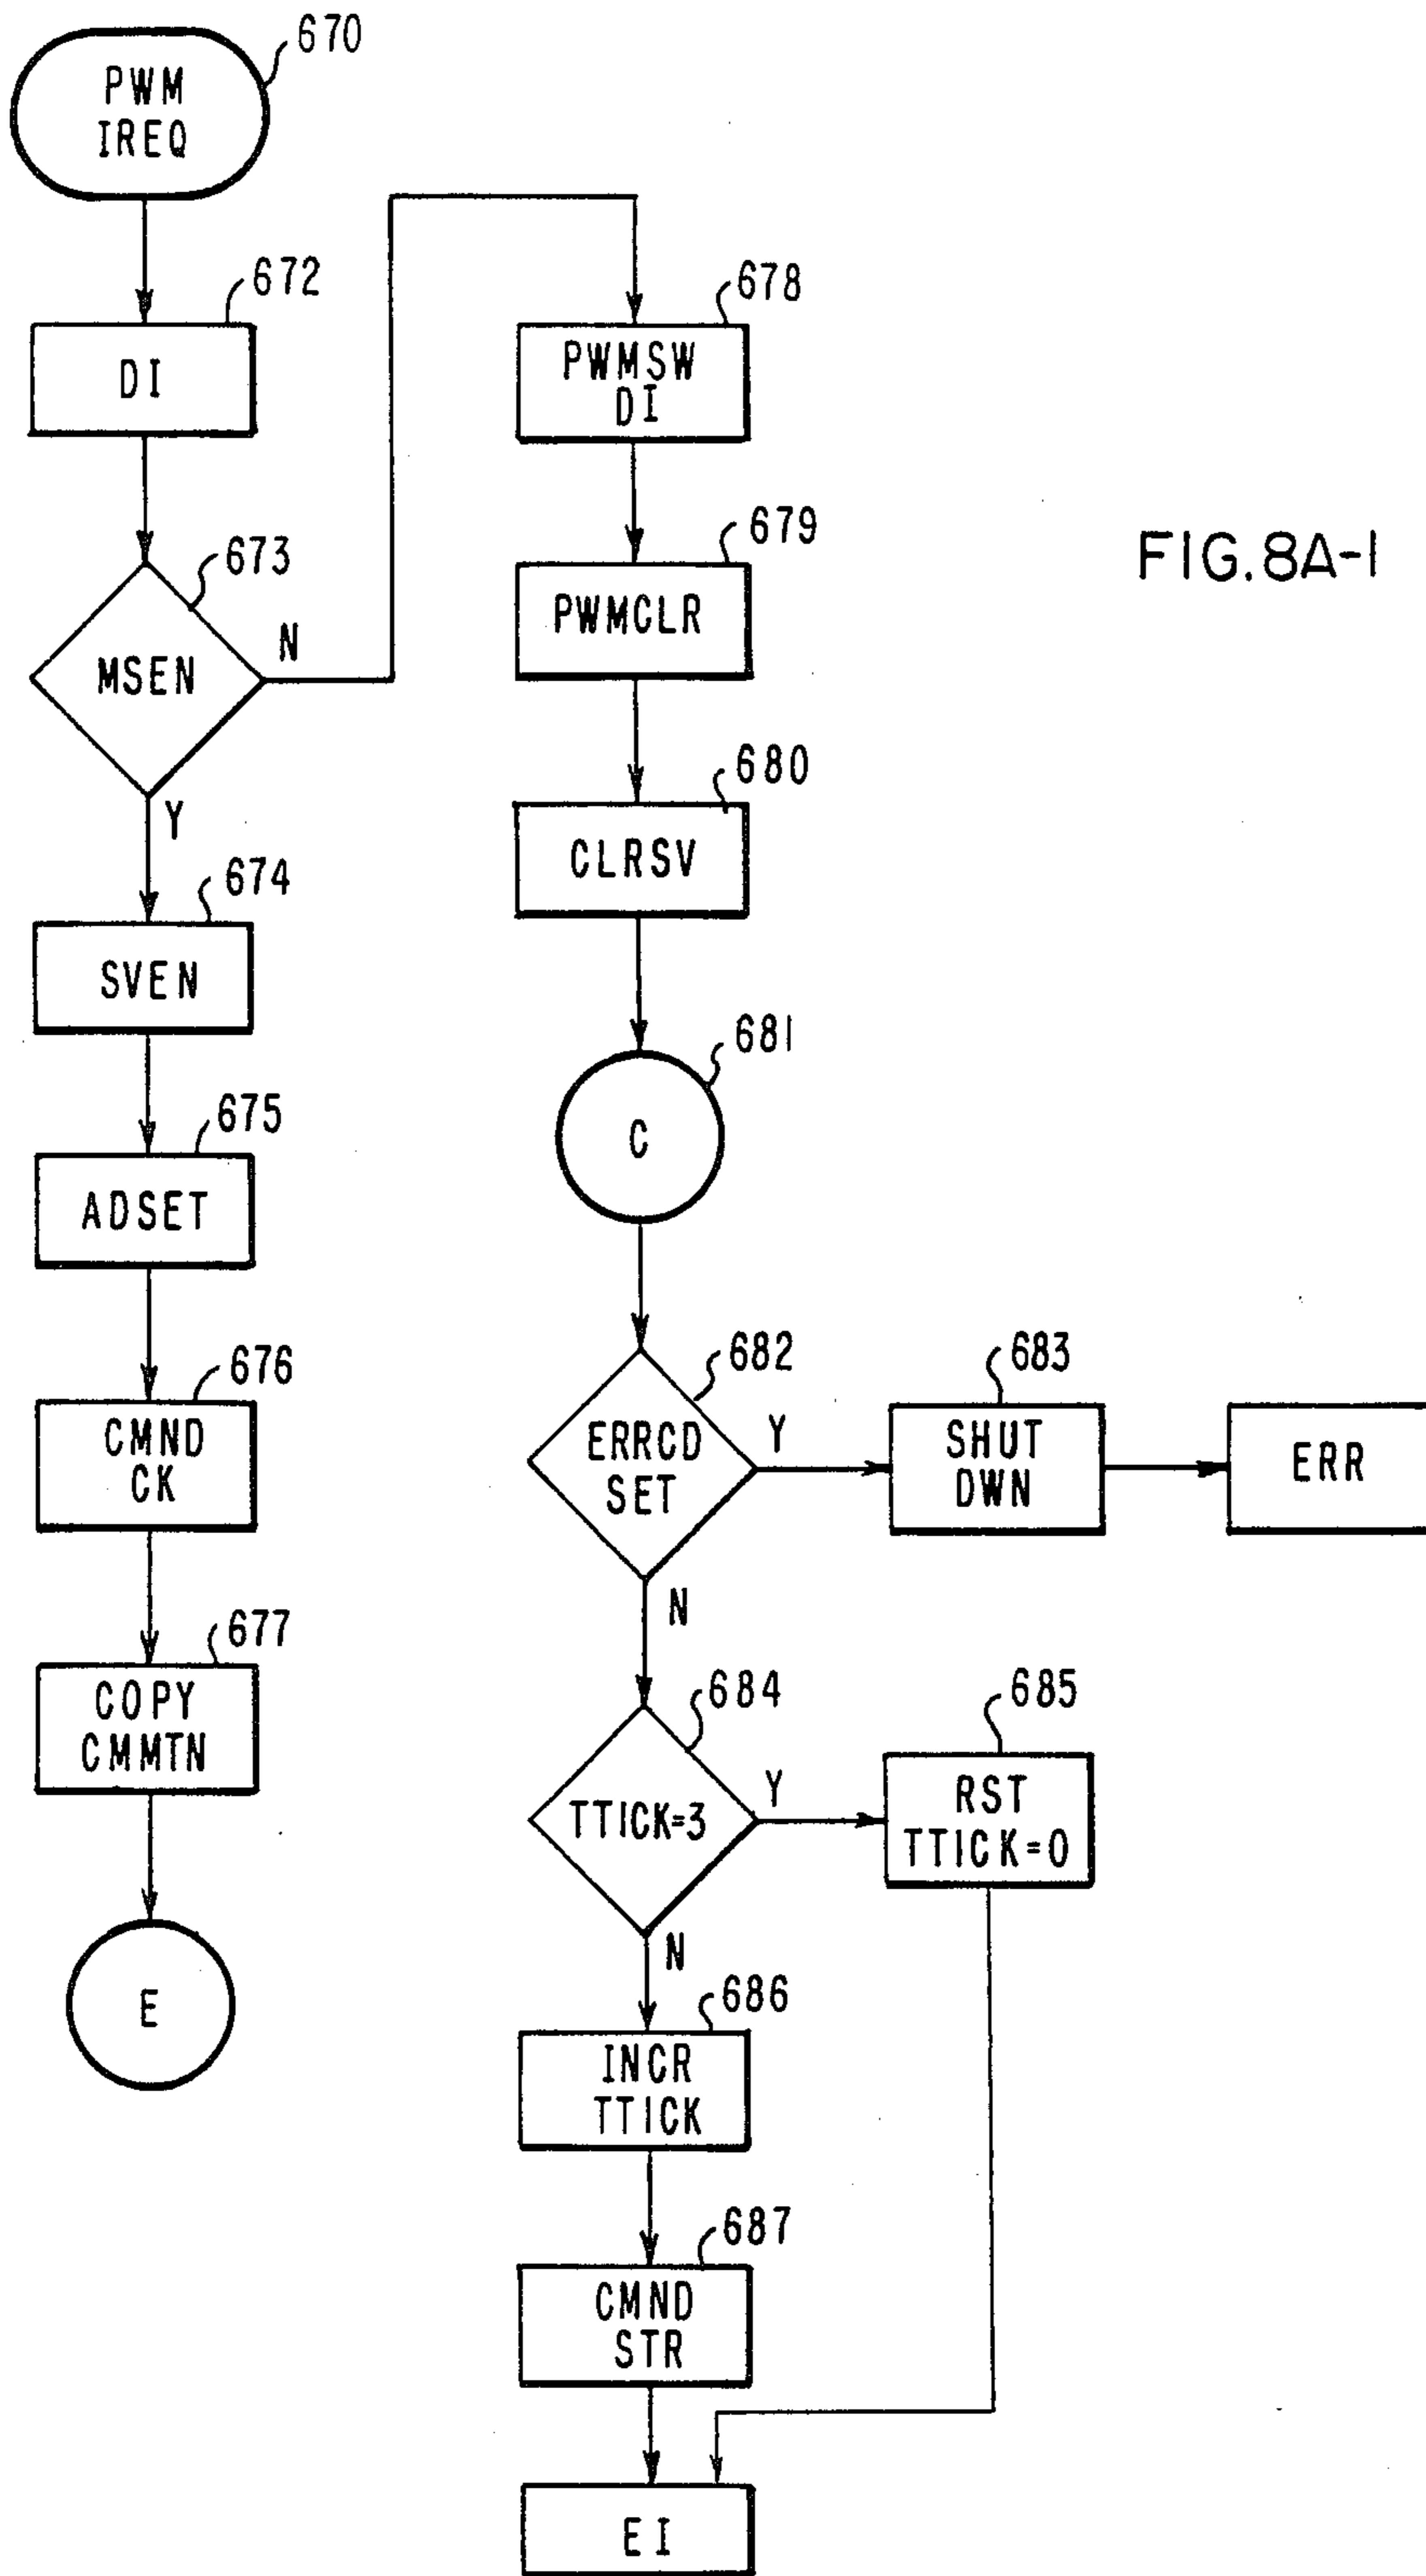 670
PWM
IREQ
672
DI
673
MSEN
N
Y
674
SVEN
675
ADSET
676
CMND
CK
677
COPY
CMMTN
E
678
PWMSW
DI
679
PWMCLR
680
CLRSV
681
C
682
ERRCD
SET
Y
N
683
SHUT
DWN
ERR
684
TTICK=3
Y
N
685
RST
TTICK=0
686
INCR
TTICK
687
CMND
STR
EI
FIG.8A-1